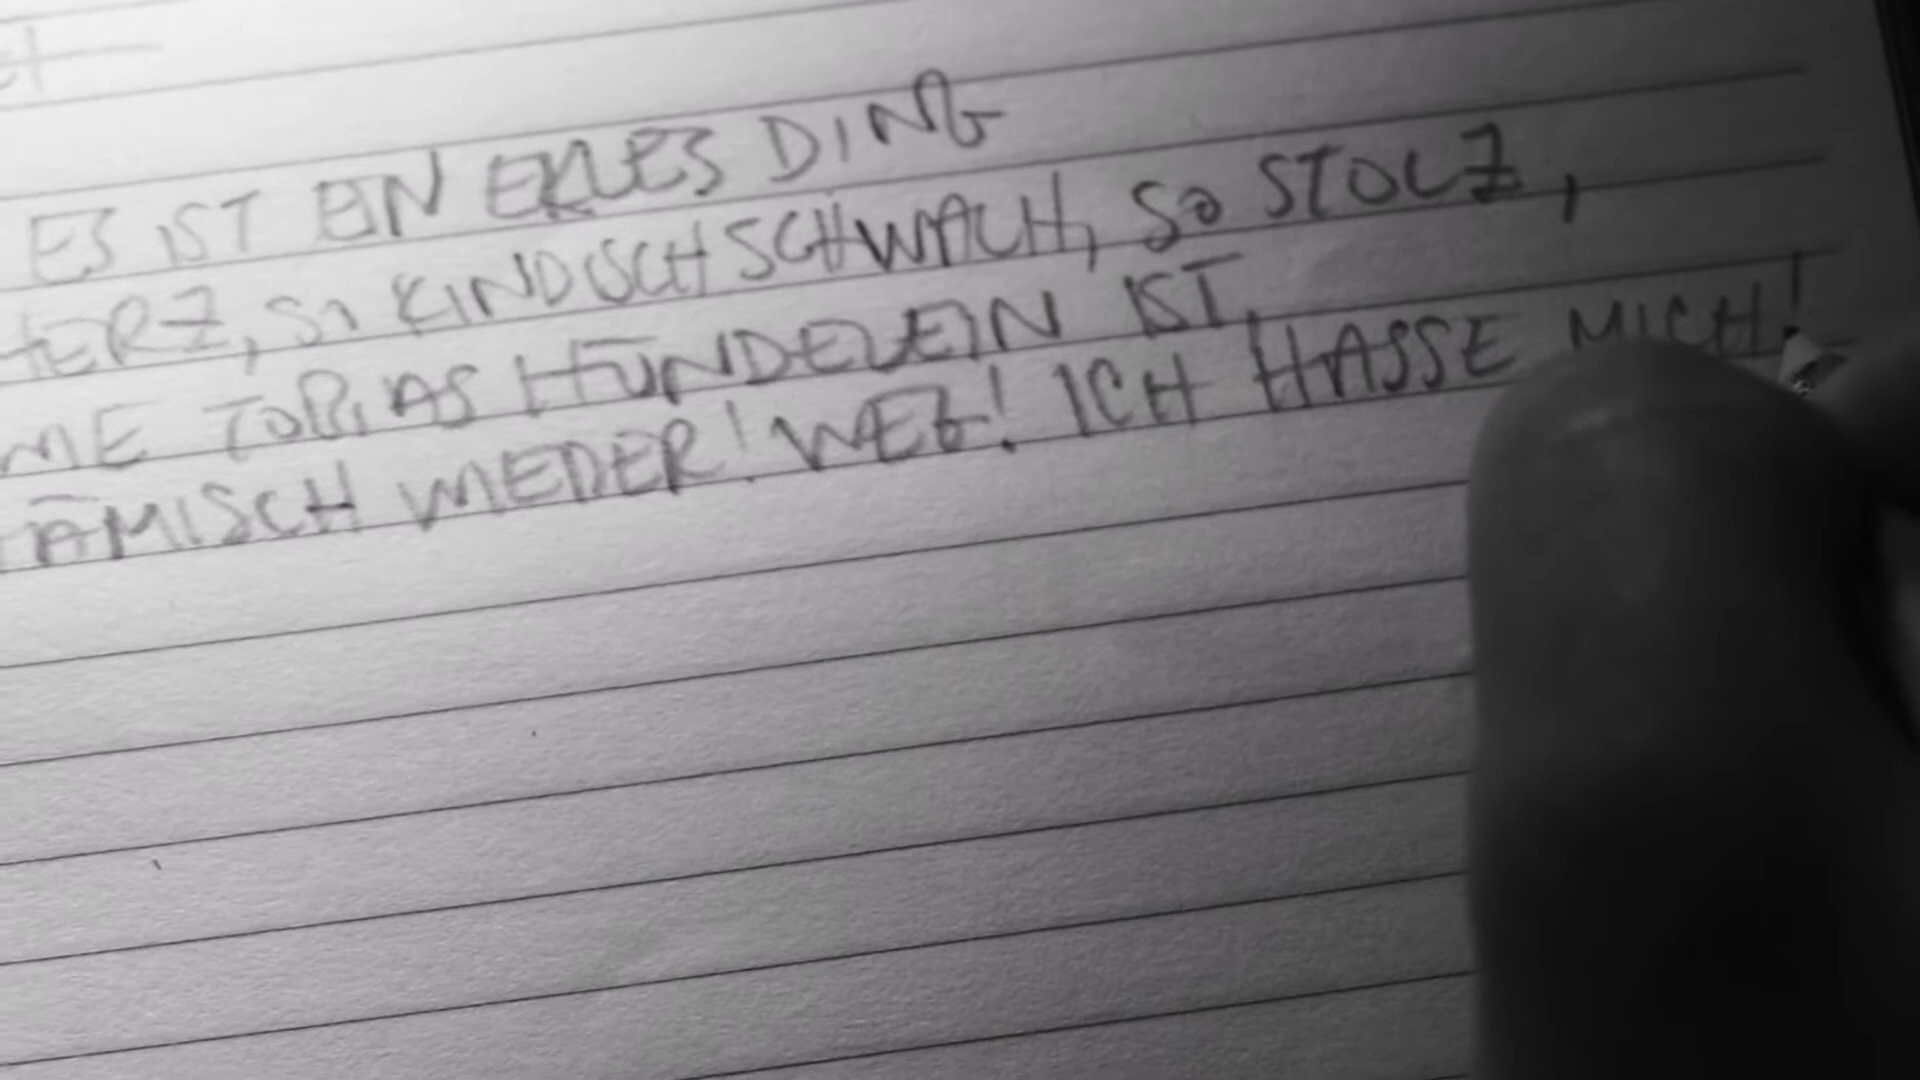 ES IST EIN EKLES DING
HERZ, SO KINDISCH SCHWACH, SO STOLZ,
ME TOBIAS HÜNDELEIN IST,
ÄMISCH WIEDER! WEG! ICH HASSE MICH!